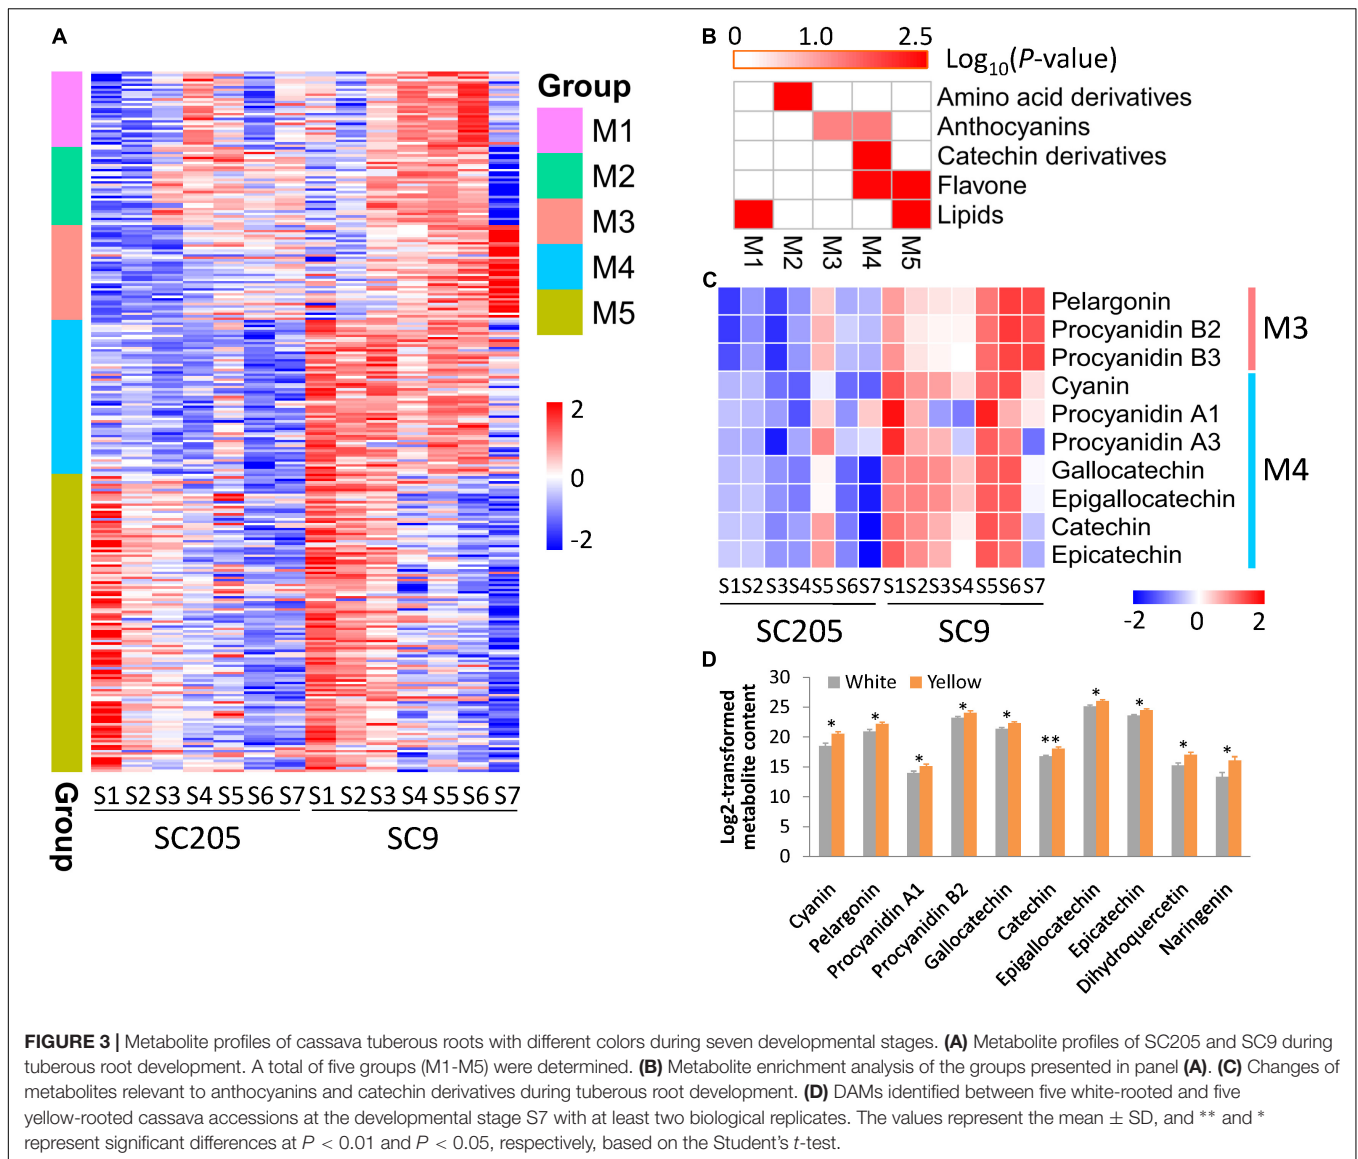 A
Group
M1
M2
M3
M4
M5
2
0
-2
Group
S1 S2 S3 S4 S5 S6 S7 S1 S2 S3 S4 S5 S6 S7
SC205 SC9
B
0 1.0 2.5
Log10(P-value)
Amino acid derivatives
Anthocyanins
Catechin derivatives
Flavone
Lipids
M1 M2 M3 M4 M5
C
Pelargonin
Procyanidin B2
Procyanidin B3
Cyanin
Procyanidin A1
Procyanidin A3
Gallocatechin
Epigallocatechin
Catechin
Epicatechin
M3
M4
S1 S2 S3 S4 S5 S6 S7 S1 S2 S3 S4 S5 S6 S7
SC205 SC9
-2 0 2
D
Log2-transformed
metabolite content
30
25
20
15
10
5
0
White Yellow
* * * * * ** * * * *
Cyanin
Pelargonin
Procyanidin A1
Procyanidin B2
Gallocatechin
Catechin
Epigallocatechin
Epicatechin
Dihydroquercetin
Naringenin
FIGURE 3 | Metabolite profiles of cassava tuberous roots with different colors during seven developmental stages. (A) Metabolite profiles of SC205 and SC9 during
tuberous root development. A total of five groups (M1-M5) were determined. (B) Metabolite enrichment analysis of the groups presented in panel (A). (C) Changes of
metabolites relevant to anthocyanins and catechin derivatives during tuberous root development. (D) DAMs identified between five white-rooted and five
yellow-rooted cassava accessions at the developmental stage S7 with at least two biological replicates. The values represent the mean ± SD, and ** and *
represent significant differences at P < 0.01 and P < 0.05, respectively, based on the Student's t-test.